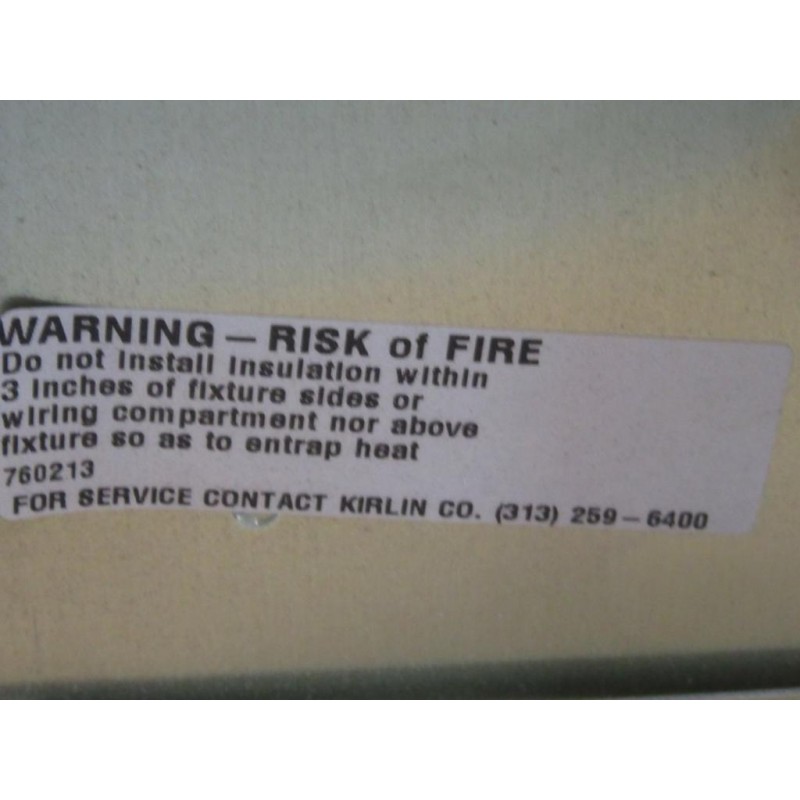 WARNING – RISK of FIRE
Do not install insulation within
3 inches of fixture sides or
wiring compartment nor above
fixture so as to entrap heat
760213
FOR SERVICE CONTACT KIRLIN CO. (313) 259–6400